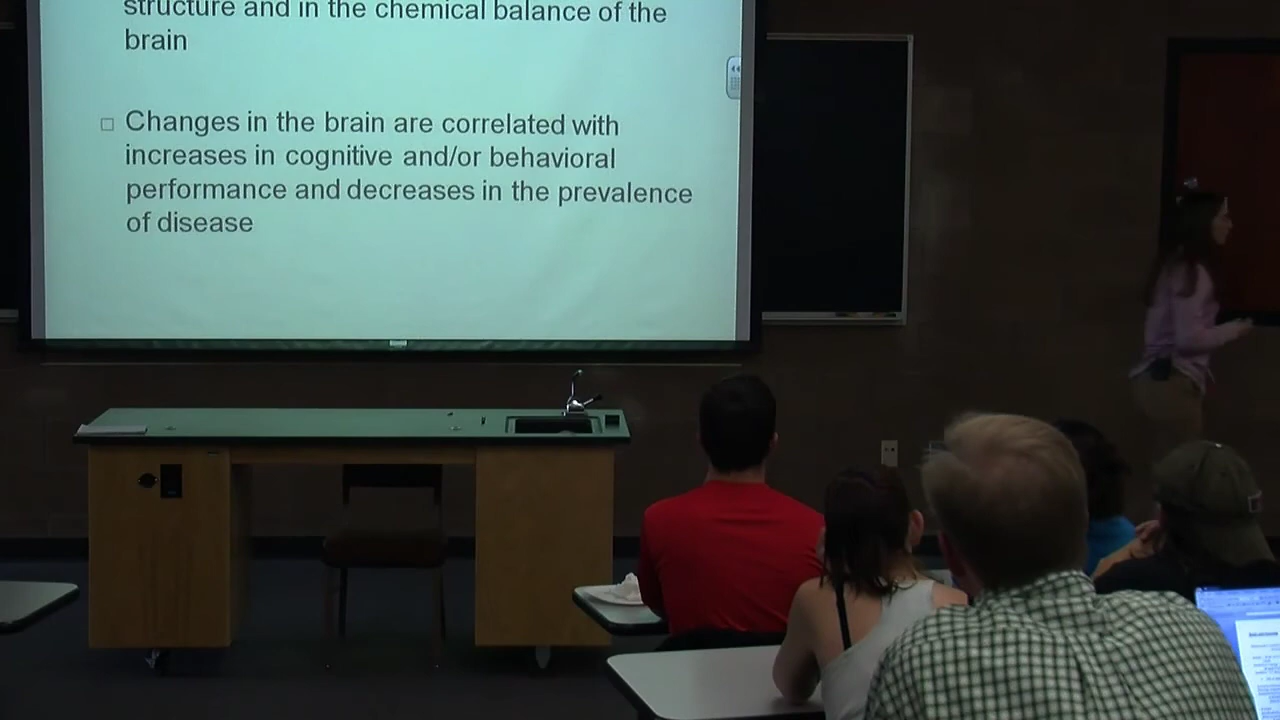 structure and in the chemical balance of the
brain
Changes in the brain are correlated with
increases in cognitive and/or behavioral
performance and decreases in the prevalence
of disease